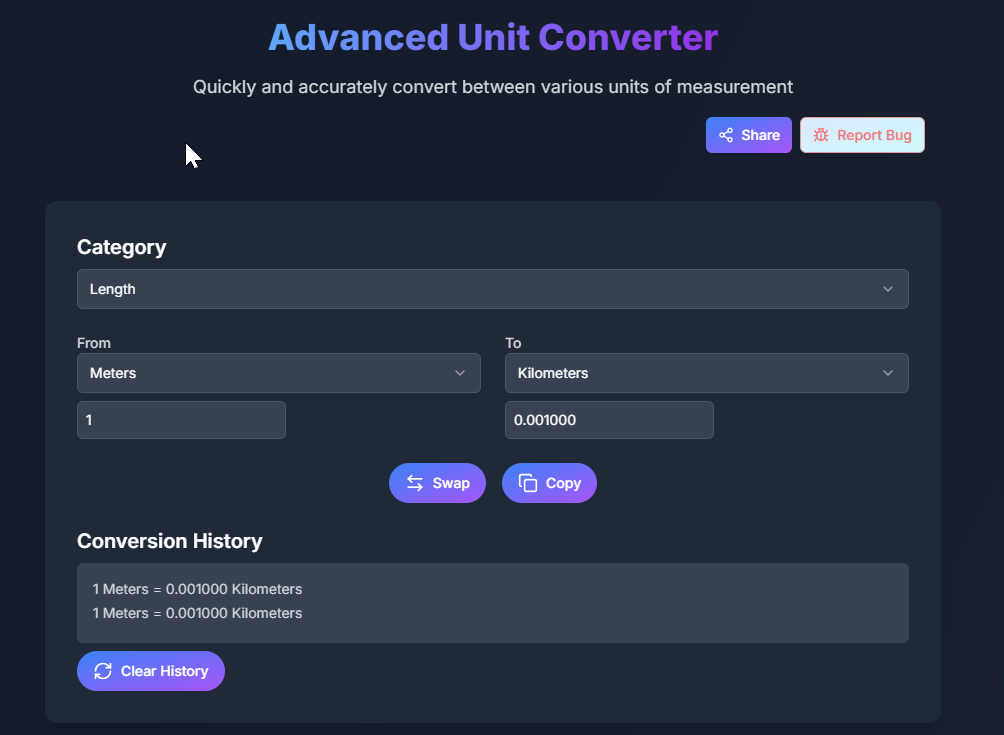 Advanced Unit Converter
Quickly and accurately convert between various units of measurement
Share Report Bug
Category
Length
From To
Meters Kilometers
1 0.001000
Swap Copy
Conversion History
1 Meters = 0.001000 Kilometers
1 Meters = 0.001000 Kilometers
Clear History